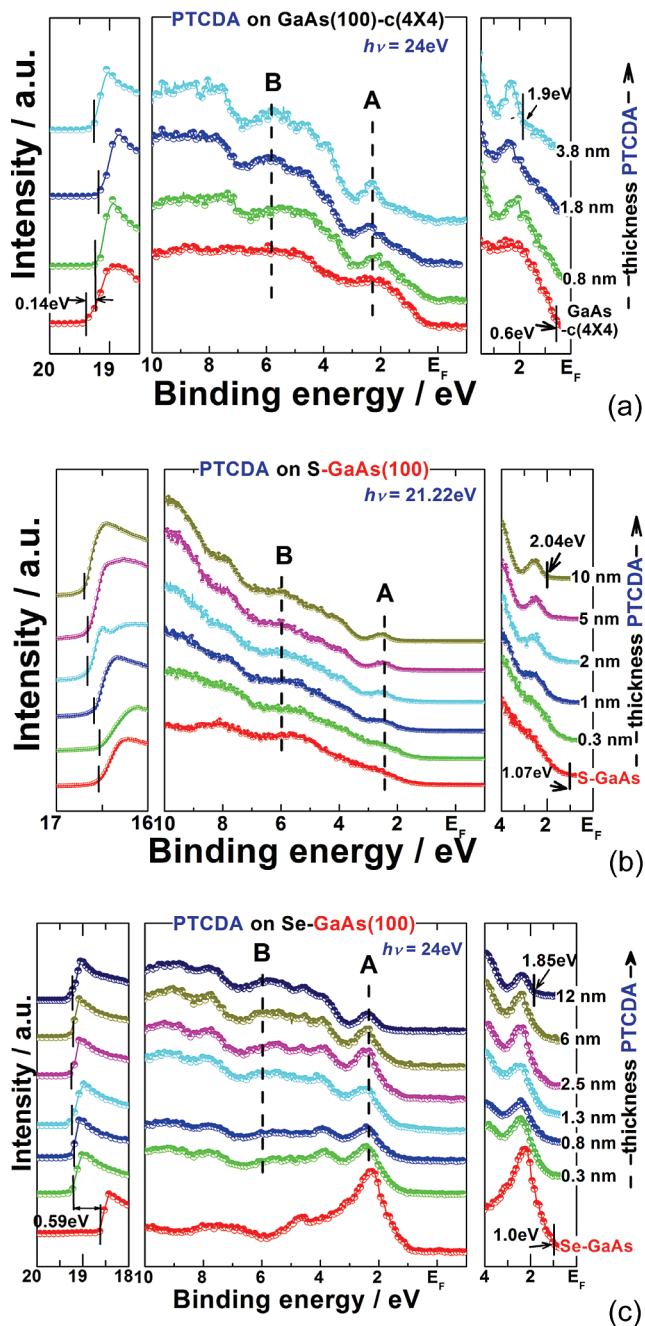 PTCDA on GaAs(100)-c(4X4)
hν = 24eV
B
A
1.9eV
3.8 nm
1.8 nm
0.8 nm
GaAs
-c(4X4)
0.6eV
0.14eV
Intensity / a.u.
thickness PTCDA
20 19
10 8 6 4 2 EF
2 EF
Binding energy / eV
(a)
PTCDA on S-GaAs(100)
hν = 21.22eV
B
A
2.04eV
10 nm
5 nm
2 nm
1 nm
0.3 nm
S-GaAs
1.07eV
Intensity / a.u.
thickness PTCDA
17 16
10 8 6 4 2 EF
4 2 EF
Binding energy / eV
(b)
PTCDA on Se-GaAs(100)
hν = 24eV
B
A
1.85eV
12 nm
6 nm
2.5 nm
1.3 nm
0.8 nm
0.3 nm
Se-GaAs
1.0eV
0.59eV
Intensity / a.u.
thickness PTCDA
20 19 18
10 8 6 4 2 EF
4 2 EF
Binding energy / eV
(c)